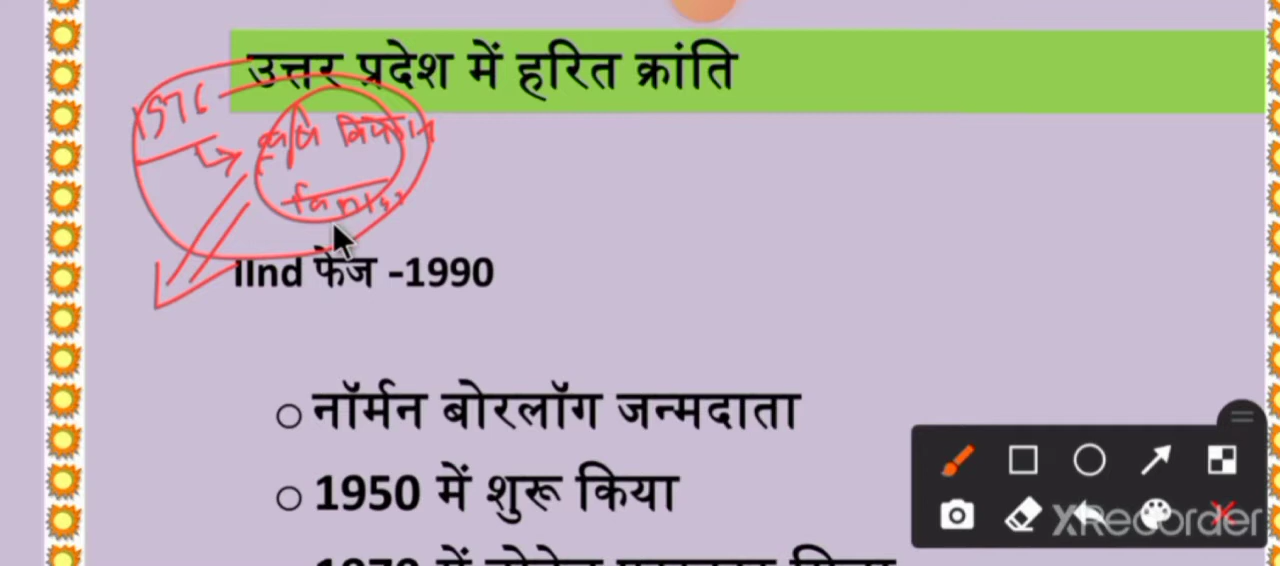 उत्तर प्रदेश में हरित क्रांति
1576
कृषि
IInd फेज -1990
○ नॉर्मन बोरलॉग जन्मदाता
○ 1950 में शुरू किया
XRecorder